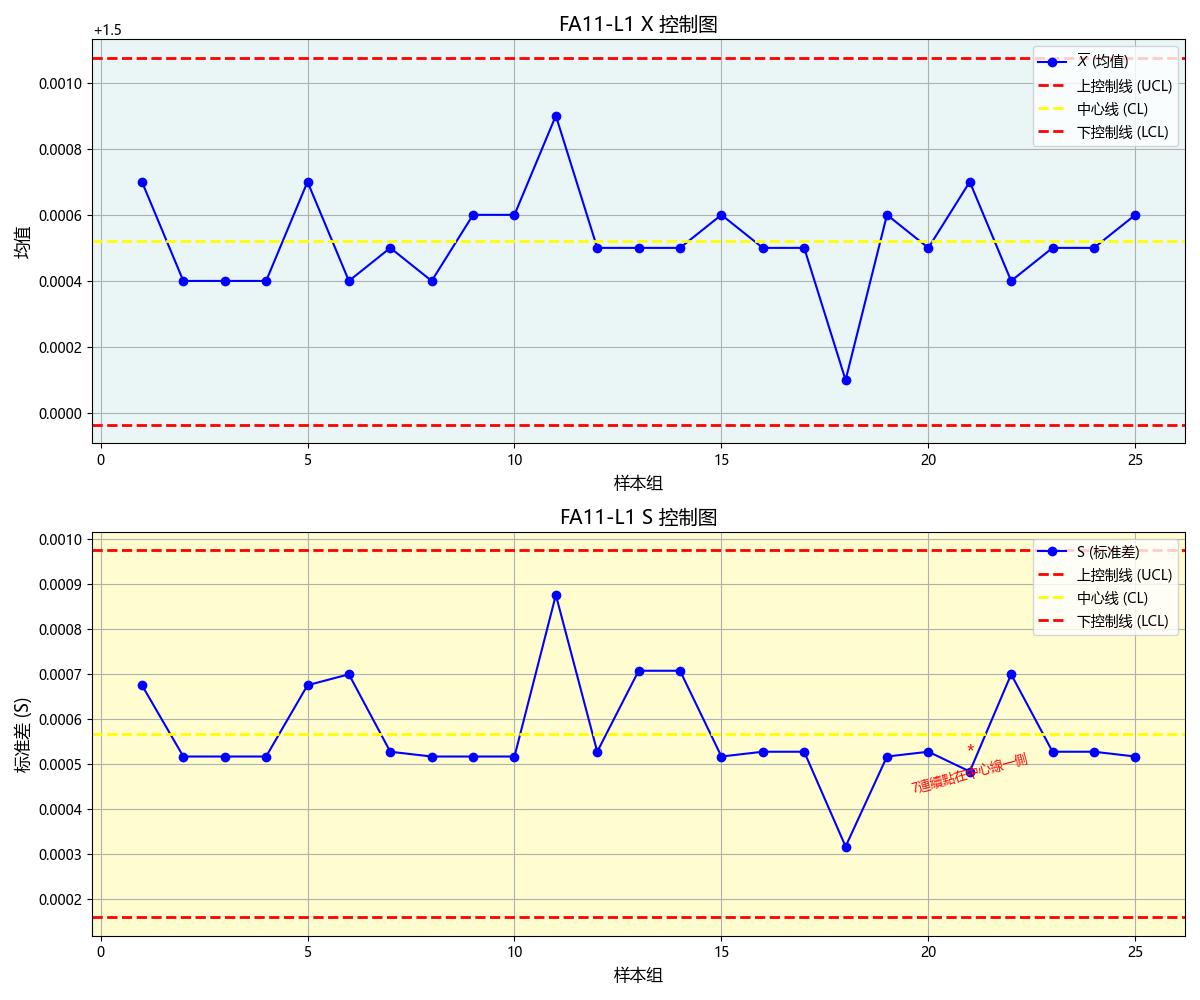 FA11-L1 X 控制图
+1.5
X (均值)
上控制线 (UCL)
中心线 (CL)
下控制线 (LCL)
0.0010
0.0008
0.0006
0.0004
0.0002
0.0000
均值
0 5 10 15 20 25
样本组
FA11-L1 S 控制图
S (标准差)
上控制线 (UCL)
中心线 (CL)
下控制线 (LCL)
0.0010
0.0009
0.0008
0.0007
0.0006
0.0005
0.0004
0.0003
0.0002
标准差 (S)
*
7連續點在中心線一側
0 5 10 15 20 25
样本组